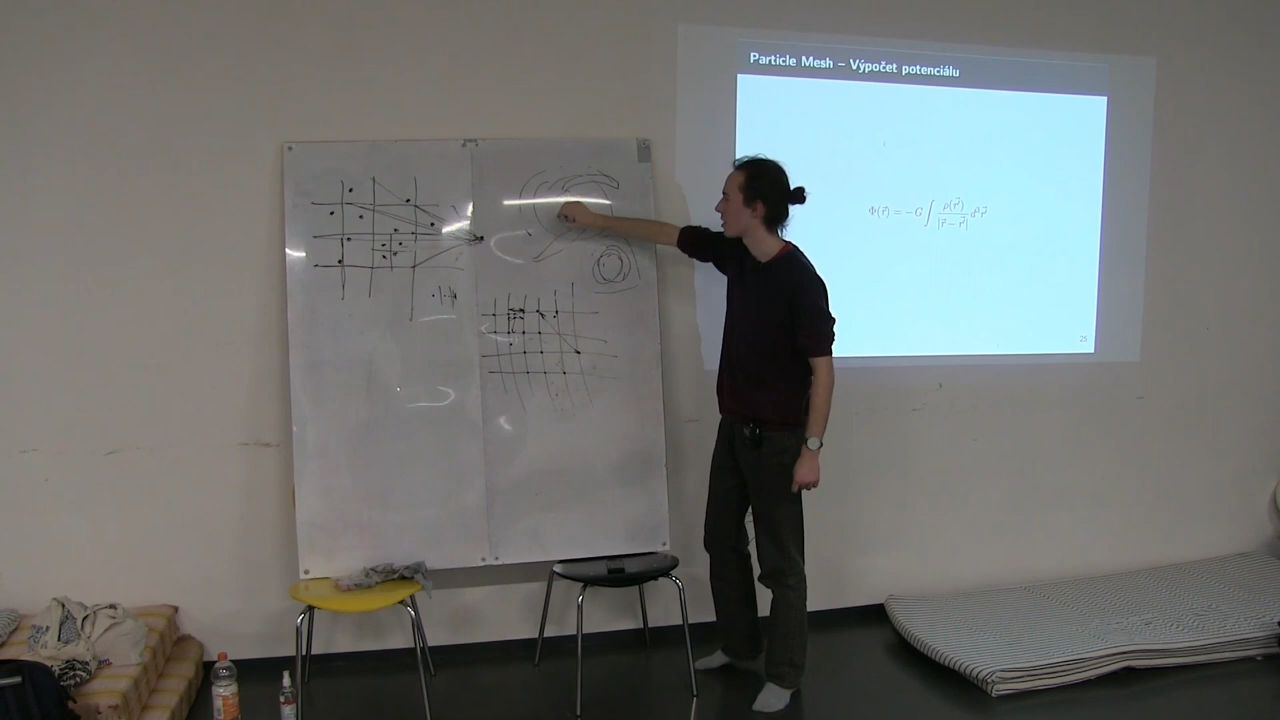 Particle Mesh – Výpočet potenciálu
Φ(r⃗) = −G ∫ ρ(r⃗′) / |r⃗ − r⃗′| d³r⃗′
25